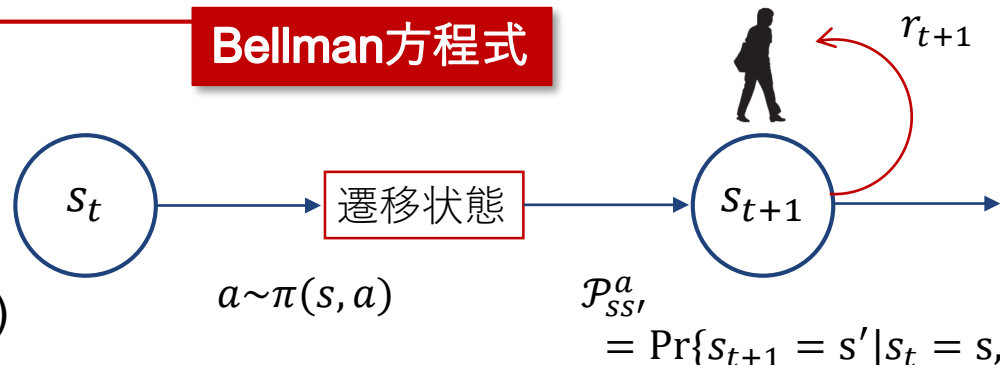 Bellman方程式
r_{t+1}
s_t
遷移状態
s_{t+1}
a~π(s, a)
𝒫^a_{ss′}
)
= Pr{s_{t+1} = s′|s_t = s,